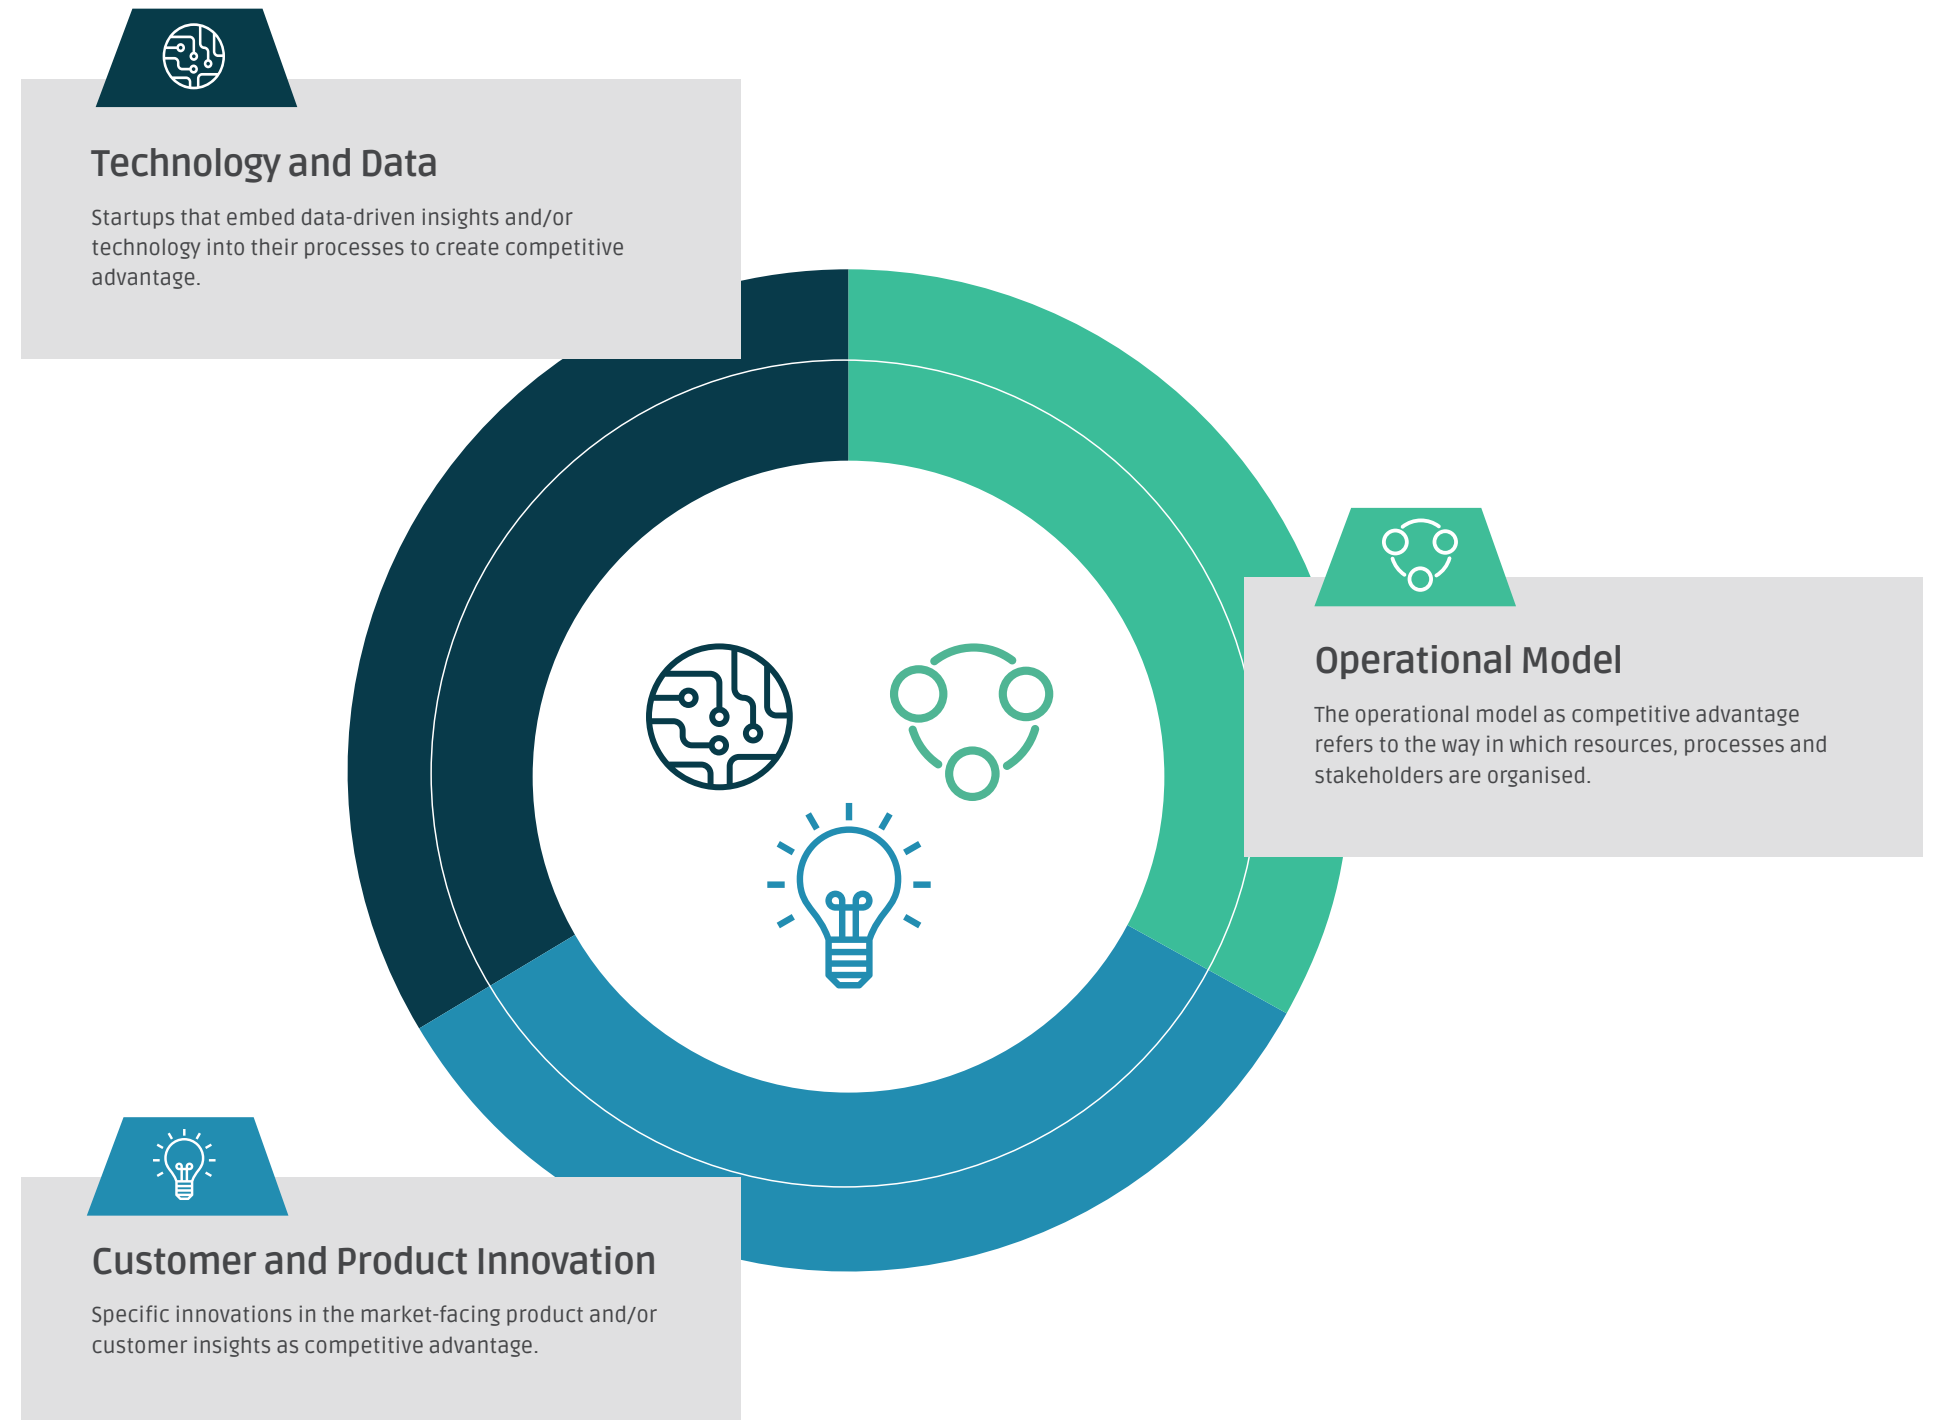 Technology and Data
Startups that embed data-driven insights and/or
technology into their processes to create competitive
advantage.
Operational Model
The operational model as competitive advantage
refers to the way in which resources, processes and
stakeholders are organised.
Customer and Product Innovation
Specific innovations in the market-facing product and/or
customer insights as competitive advantage.